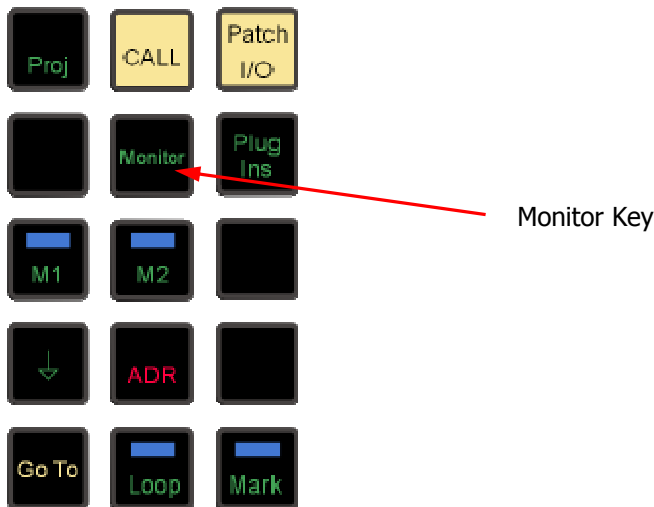 Proj
CALL
Patch
I/O
Monitor
Plug
Ins
Monitor Key
M1
M2
ADR
Go To
Loop
Mark